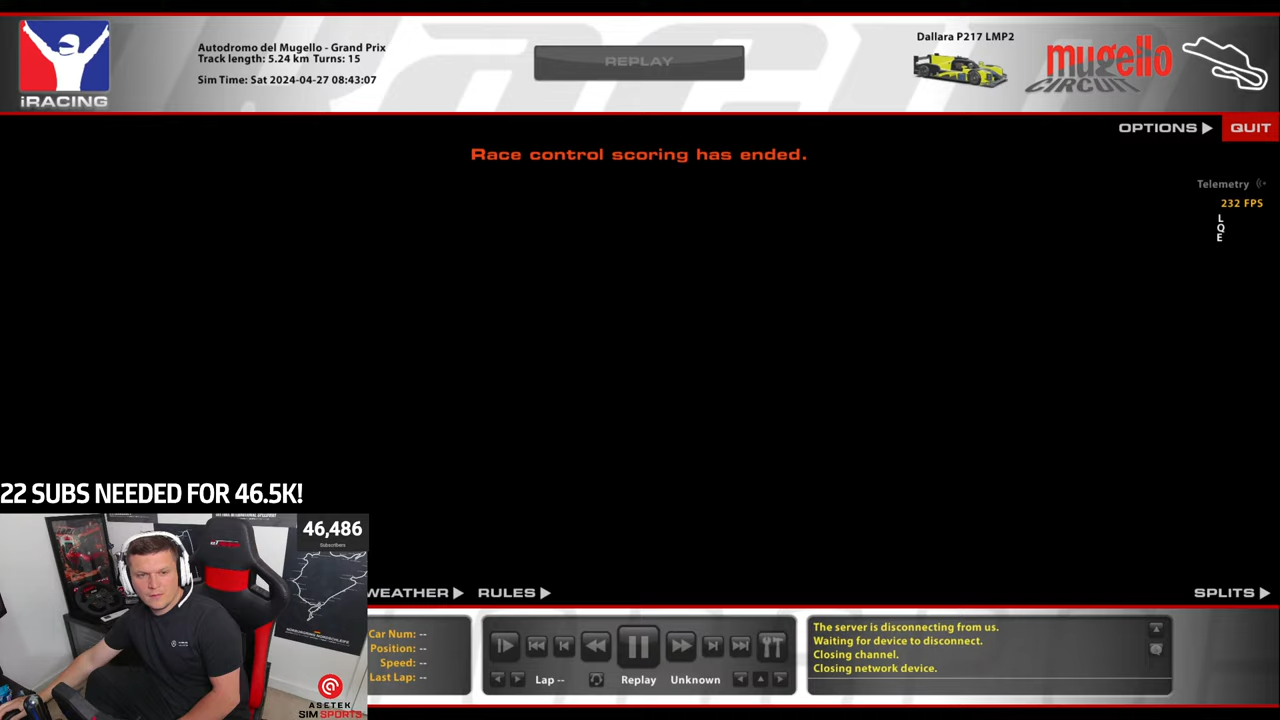 iRACING
Autodromo del Mugello - Grand Prix
Track length: 5.24 km Turns: 15
Sim Time: Sat 2024-04-27 08:43:07
REPLAY
Dallara P217 LMP2
mugello
CIRCUIT
OPTIONS
QUIT
Race control scoring has ended.
Telemetry
232 FPS
L
Q
E
22 SUBS NEEDED FOR 46.5K!
46,486
Subscribers
WEATHER
RULES
SPLITS
Car Num: --
Position: --
Speed: --
Last Lap: --
Lap --
Replay
Unknown
The server is disconnecting from us.
Waiting for device to disconnect.
Closing channel.
Closing network device.
ASETEK
SIMSPORTS